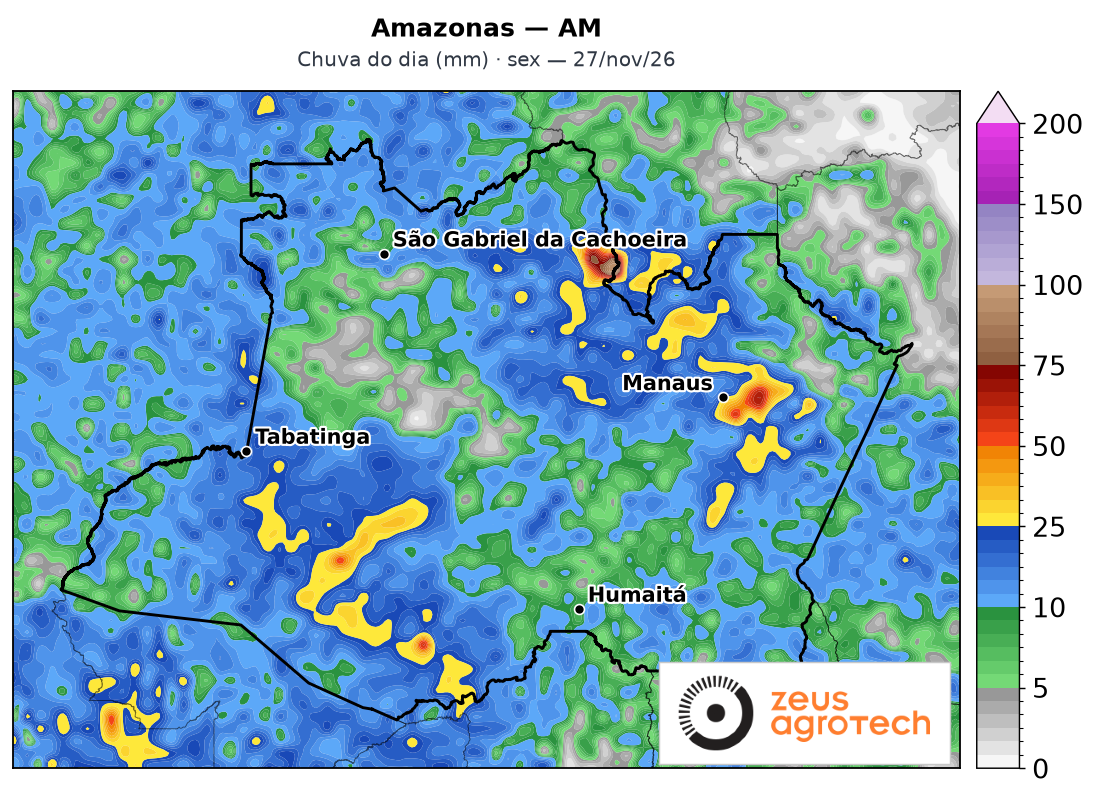 Amazonas — AM
Chuva do dia (mm) · sex — 27/nov/26
São Gabriel da Cachoeira
Manaus
Tabatinga
Humaitá
200
150
100
75
50
25
10
5
0
zeus
agrotech